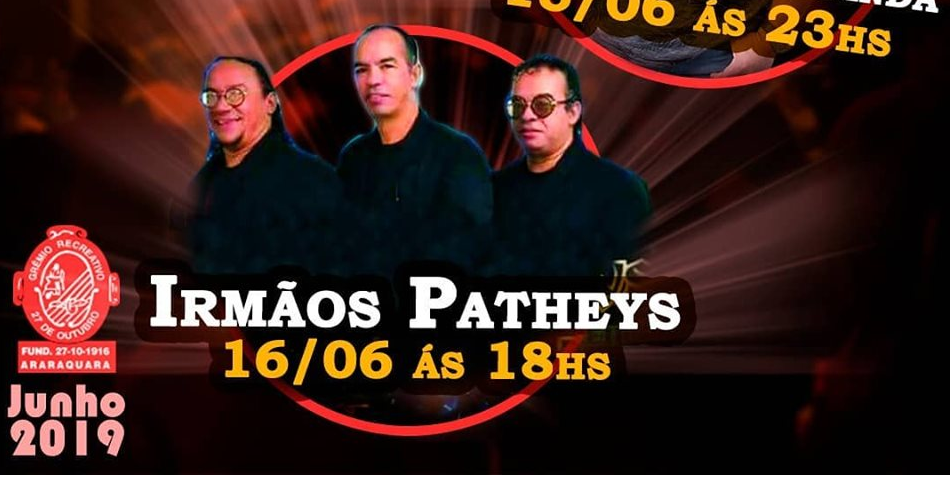 /06 ÁS 23HS
IRMÃOS PATHEYS
16/06 ÁS 18HS
GRÊMIO RECREATIVO
27 DE OUTUBRO
FUND. 27-10-1916
ARARAQUARA
Junho
2019